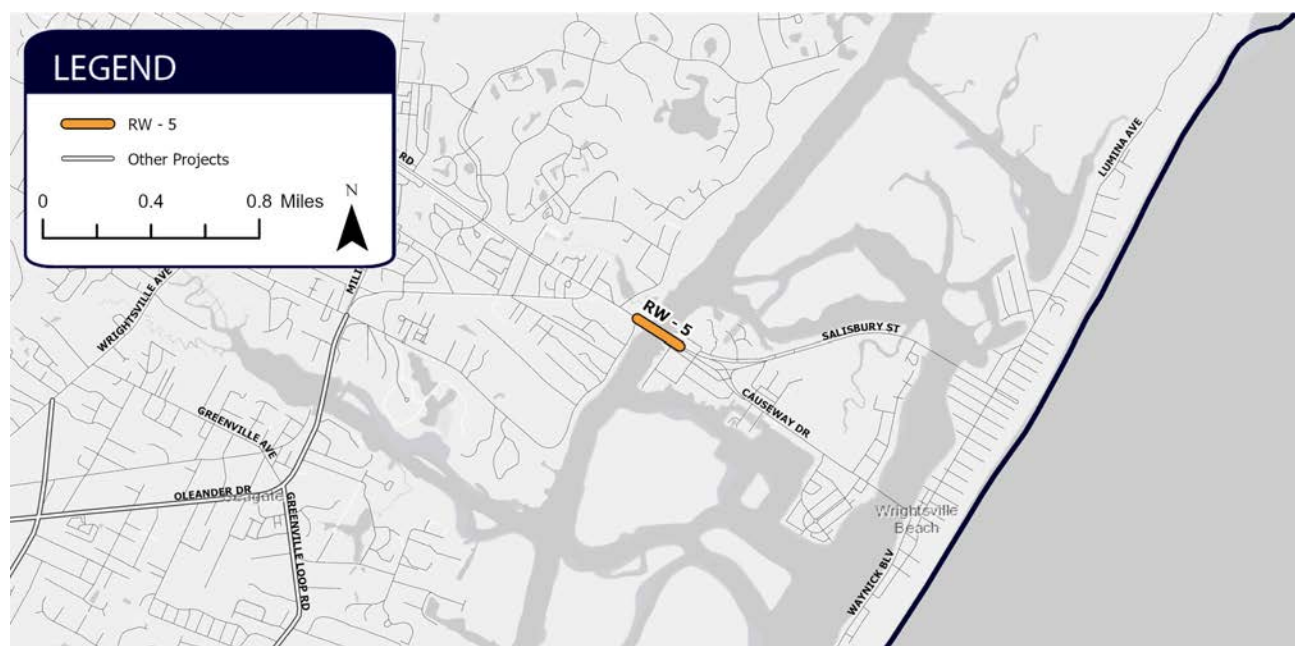 LEGEND
RW - 5
Other Projects
0 0.4 0.8 Miles
N
RD
LUMINA AVE
WRIGHTSVILLE AVE
MILI
RW - 5
SALISBURY ST
CAUSEWAY DR
GREENVILLE AVE
OLEANDER DR
Seagate
GREENVILLE LOOP RD
Wrightsville
Beach
WAYNICK BLV